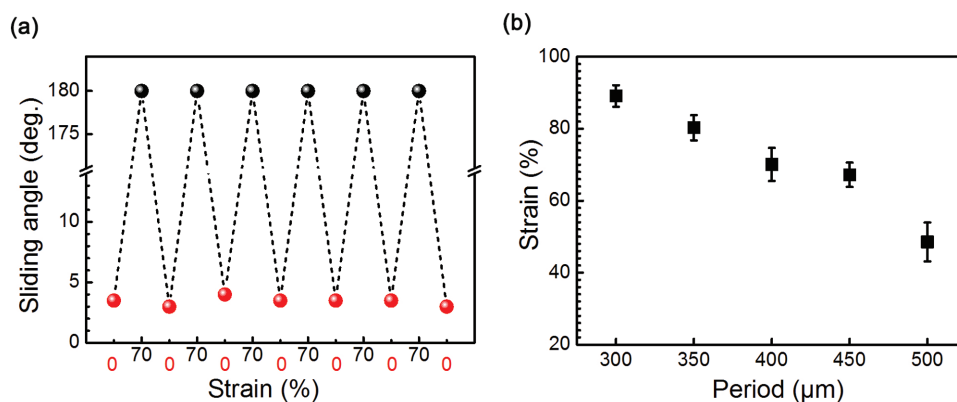 (a)
Sliding angle (deg.)
180
175
10
5
0
70 70 70 70 70 70
0 0 0 0 0 0 0
Strain (%)
(b)
Strain (%)
100
80
60
40
20
300 350 400 450 500
Period (μm)